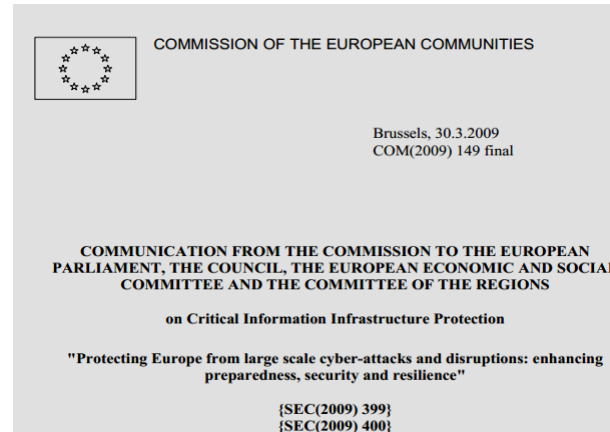 COMMISSION OF THE EUROPEAN COMMUNITIES
Brussels, 30.3.2009
COM(2009) 149 final
COMMUNICATION FROM THE COMMISSION TO THE EUROPEAN
PARLIAMENT, THE COUNCIL, THE EUROPEAN ECONOMIC AND SOCIAL
COMMITTEE AND THE COMMITTEE OF THE REGIONS
on Critical Information Infrastructure Protection
"Protecting Europe from large scale cyber-attacks and disruptions: enhancing
preparedness, security and resilience"
{SEC(2009) 399}
{SEC(2009) 400}